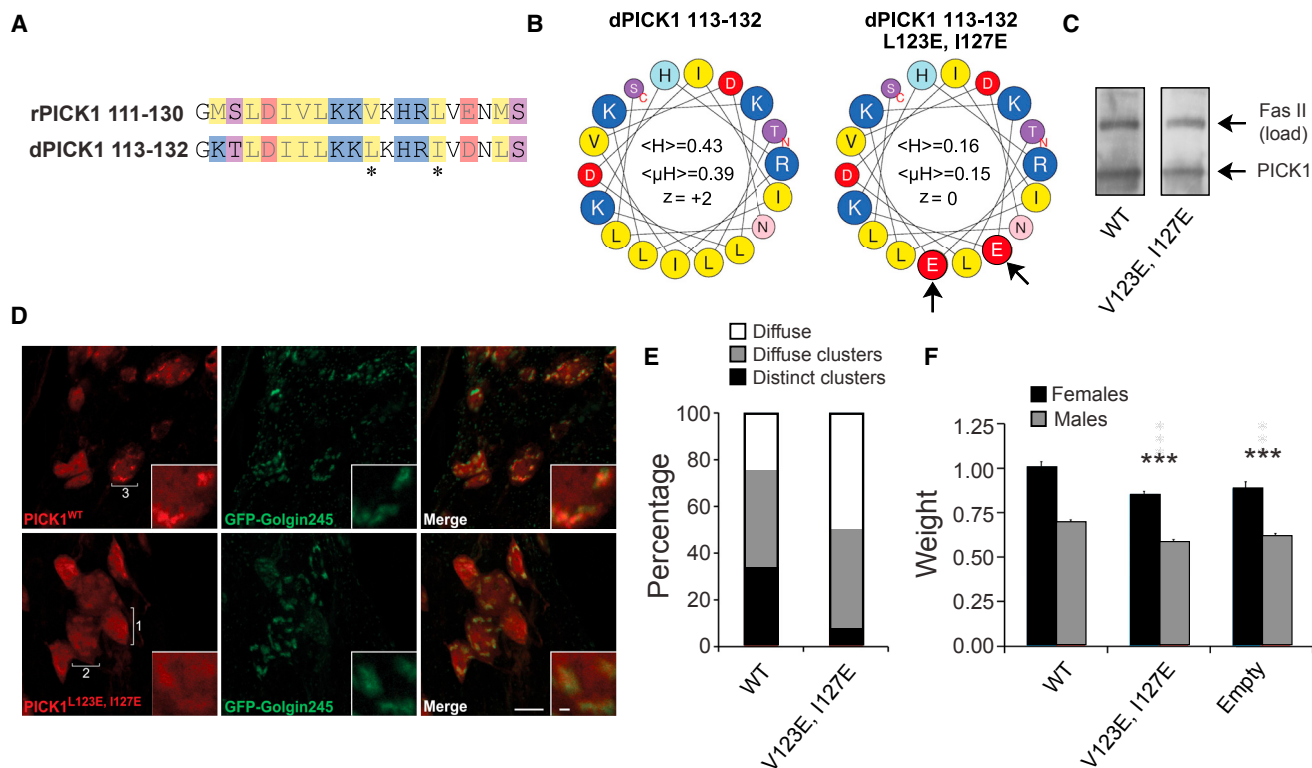 A
rPICK1 111-130 GMSLDIVLKKVKHRLVENMS
dPICK1 113-132 GKTLDIILKKLKHRIVDNLS
* *
B
dPICK1 113-132
<H>=0.43
<µH>=0.39
z = +2
S C H I D K T N R I N L L I L L K D V K
dPICK1 113-132
L123E, I127E
<H>=0.16
<µH>=0.15
z = 0
S C H I D K T N R I N E L E L L K D V K
C
Fas II
(load)
PICK1
WT
V123E, I127E
D
PICK1WT
3
GFP-Golgin245
Merge
PICK1L123E, I127E
1
2
GFP-Golgin245
Merge
E
Diffuse
Diffuse clusters
Distinct clusters
Percentage
100
80
60
40
20
0
WT
V123E, I127E
F
Females
Males
Weight
1.25
1.00
0.75
0.50
0.25
0.00
***
***
***
***
WT
V123E, I127E
Empty